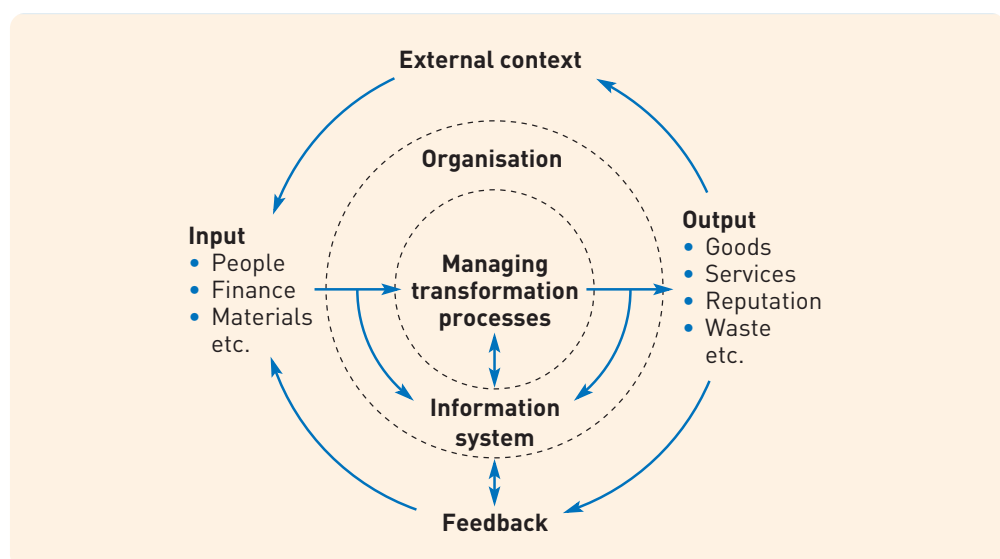 External context
Organisation
Input
• People
• Finance
• Materials
etc.
Managing
transformation
processes
Output
• Goods
• Services
• Reputation
• Waste
etc.
Information
system
Feedback